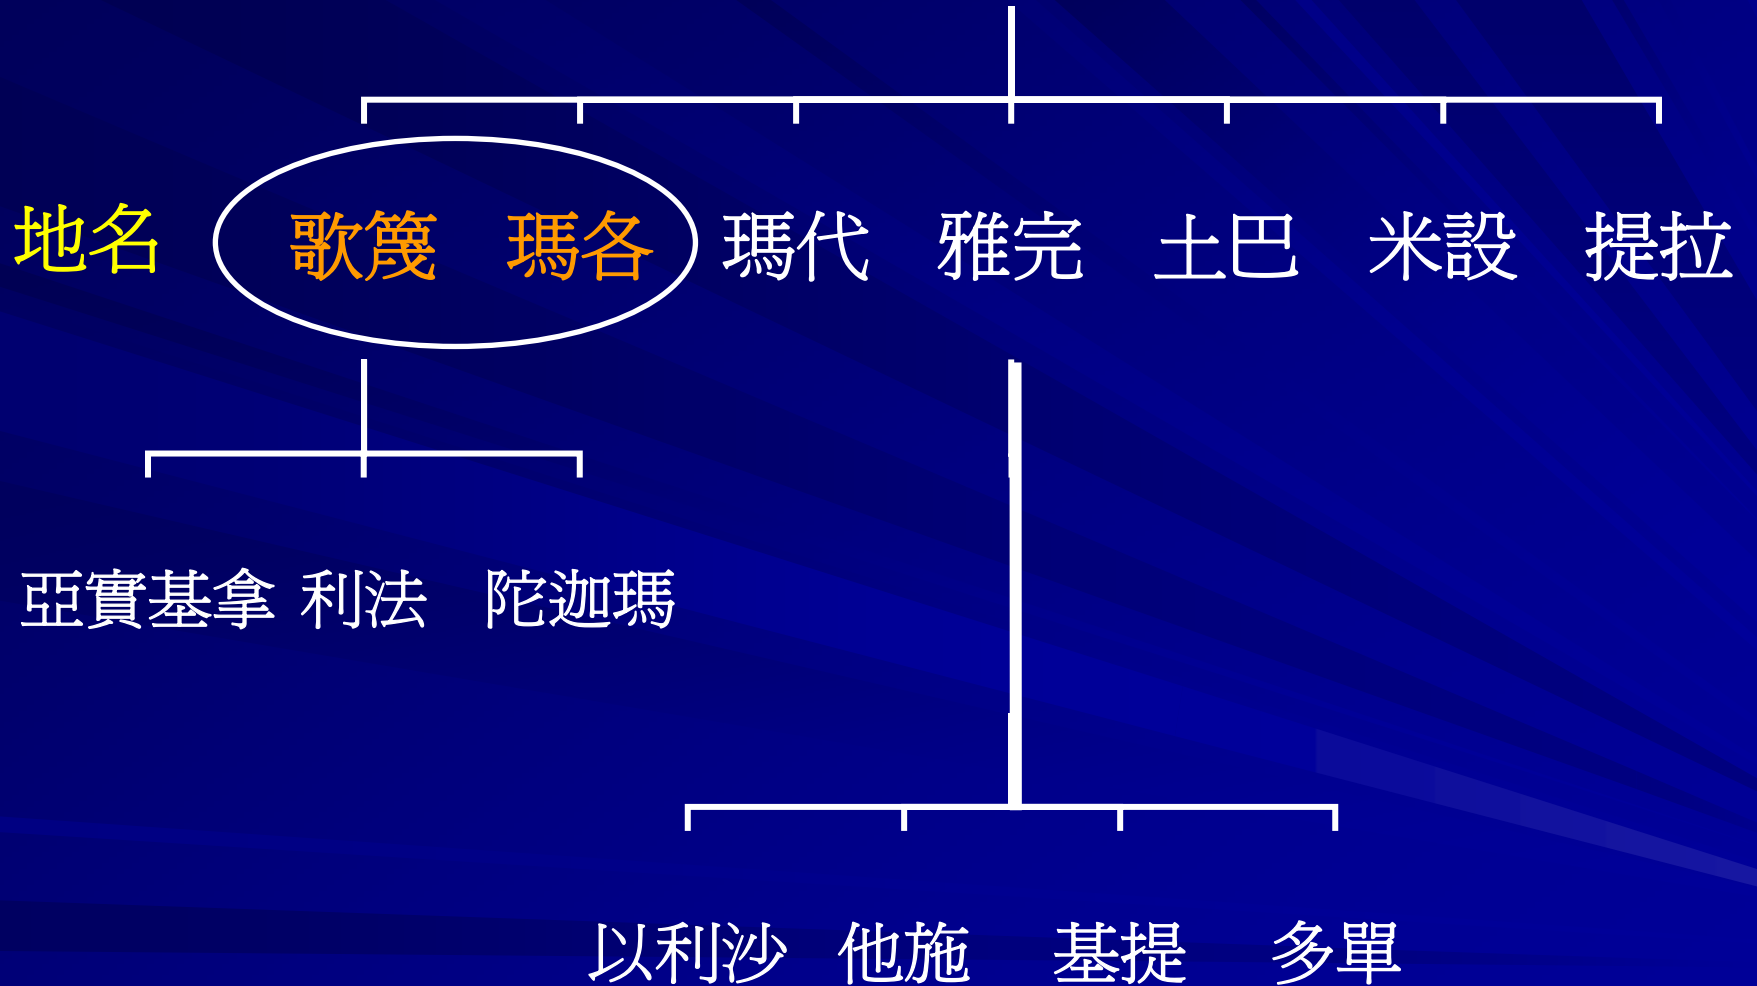 地名 歌篾 瑪各 瑪代 雅完 土巴 米設 提拉
亞實基拿 利法 陀迦瑪
以利沙 他施 基提 多單